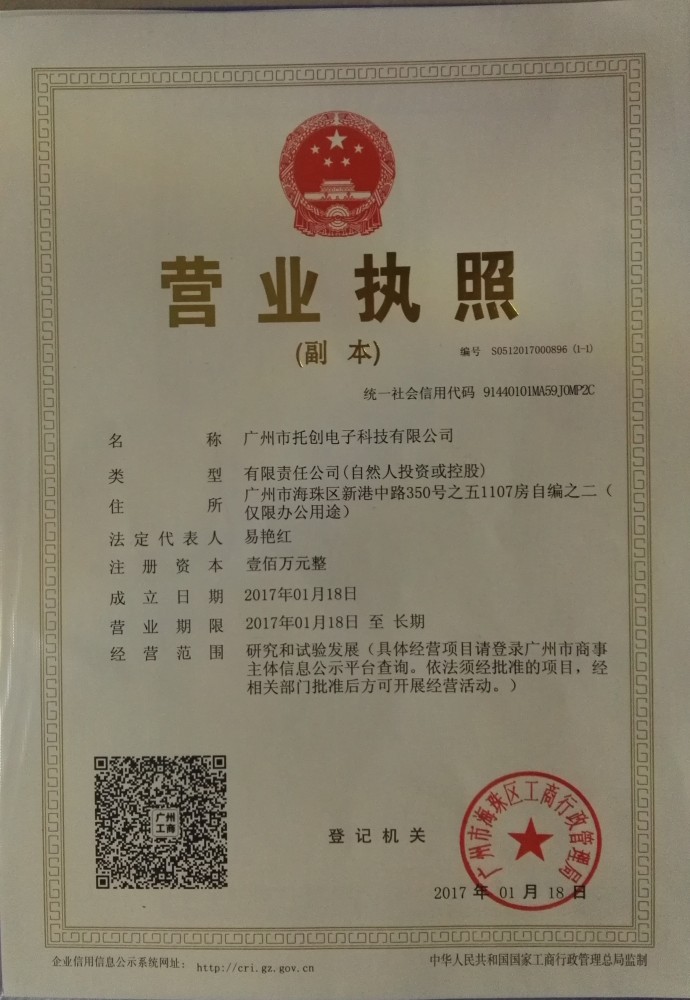 营业执照
(副 本)
编号 S0512017000896 (1-1)
统一社会信用代码 91440101MA59J0MP2C
名称 广州市托创电子科技有限公司
类型 有限责任公司(自然人投资或控股)
住所 广州市海珠区新港中路350号之五1107房自编之二（
仅限办公用途）
法定代表人 易艳红
注册资本 壹佰万元整
成立日期 2017年01月18日
营业期限 2017年01月18日 至 长期
经营范围 研究和试验发展（具体经营项目请登录广州市商事
主体信息公示平台查询。依法须经批准的项目，经
相关部门批准后方可开展经营活动。）
广州
工商
登记机关
广州市海珠区工商行政管理局
2017 年 01 月 18 日
企业信用信息公示系统网址： http://cri.gz.gov.cn
中华人民共和国国家工商行政管理总局监制